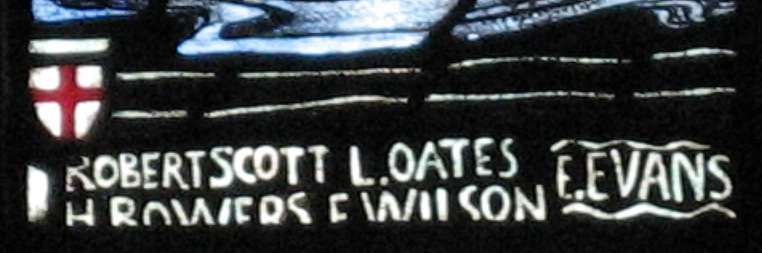 ROBERT SCOTT L.OATES
H BOWERS E WILSON
E.EVANS